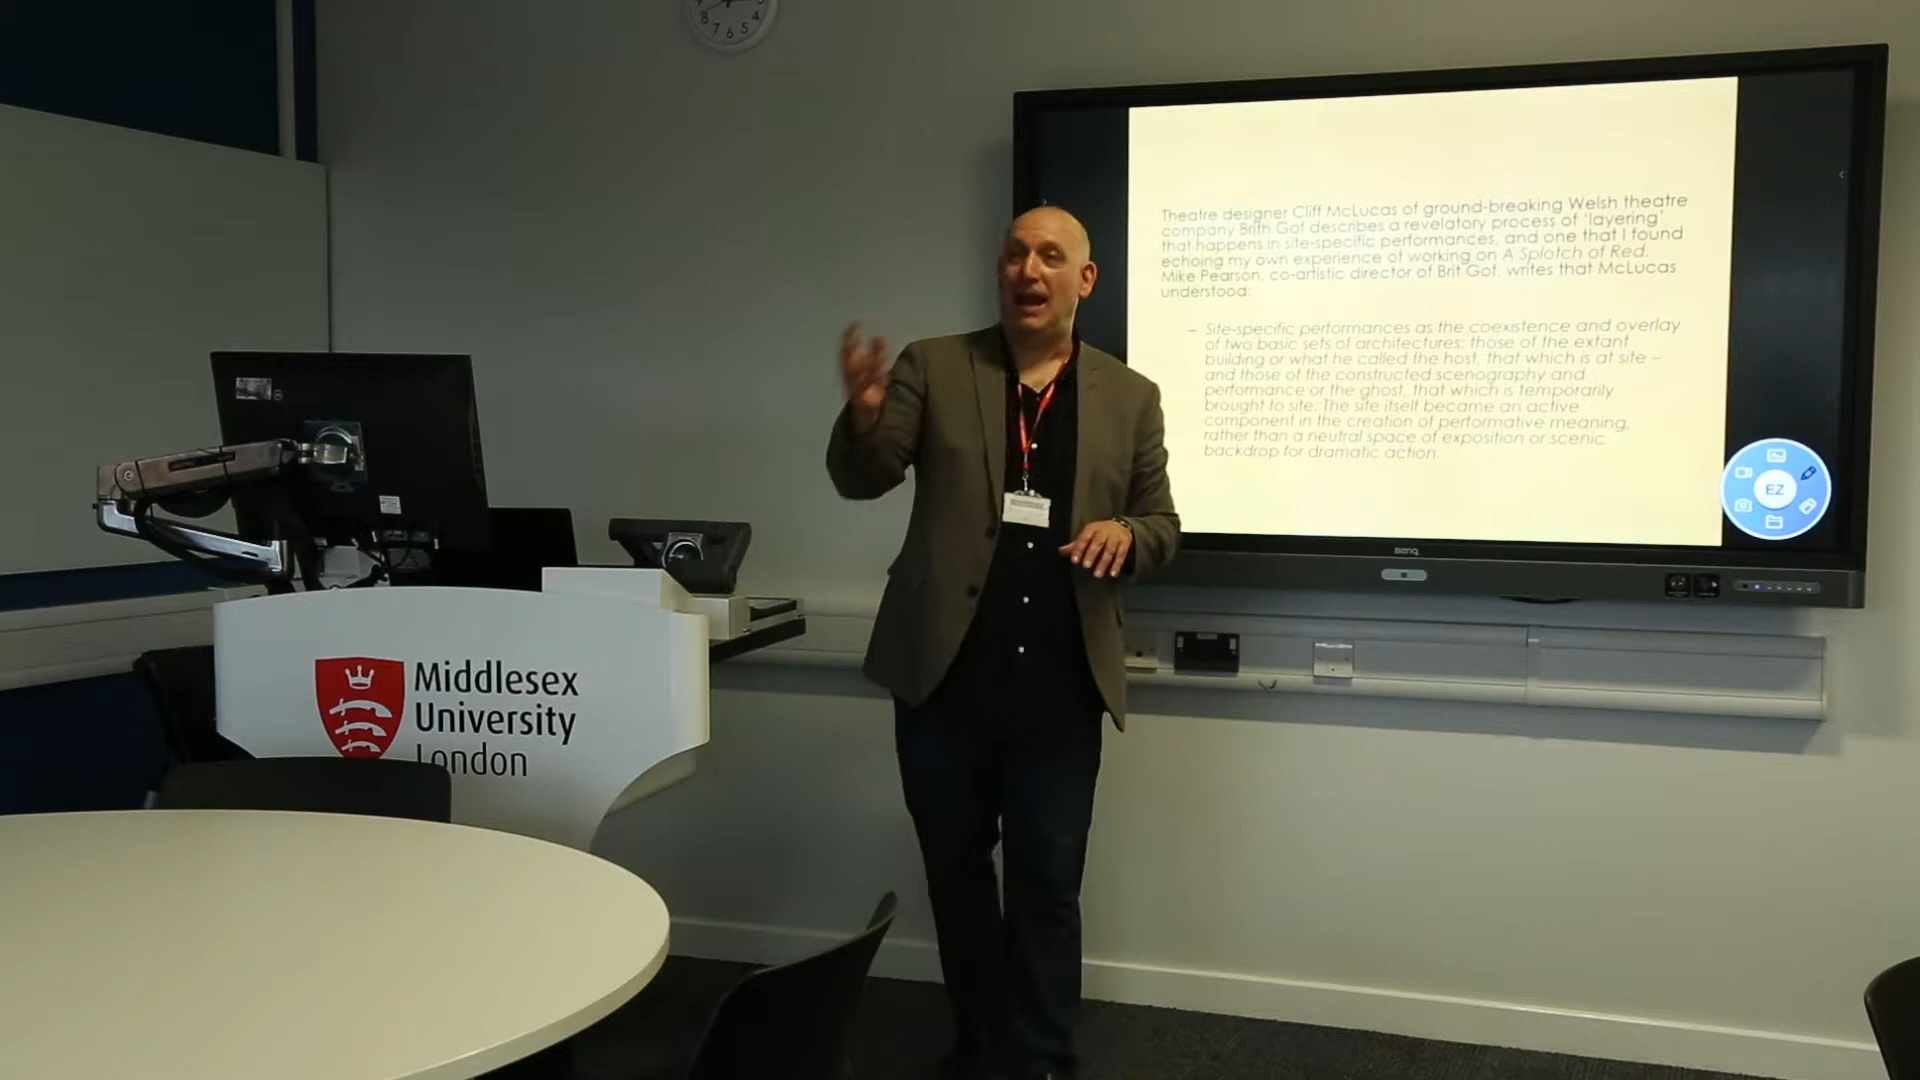 8 7 6 5 4
Theatre designer Cliff McLucas of ground-breaking Welsh theatre
company Brith Gof describes a revelatory process of 'layering'
that happens in site-specific performances, and one that I found
echoing my own experience of working on A Splotch of Red.
Mike Pearson, co-artistic director of Brit Gof, writes that McLucas
understood:
– Site-specific performances as the coexistence and overlay
of two basic sets of architectures: those of the extant
building or what he called the host, that which is at site –
and those of the constructed scenography and
performance or the ghost, that which is temporarily
brought to site. The site itself became an active
component in the creation of performative meaning,
rather than a neutral space of exposition or scenic
backdrop for dramatic action.
EZ
BenQ
Middlesex
University
London